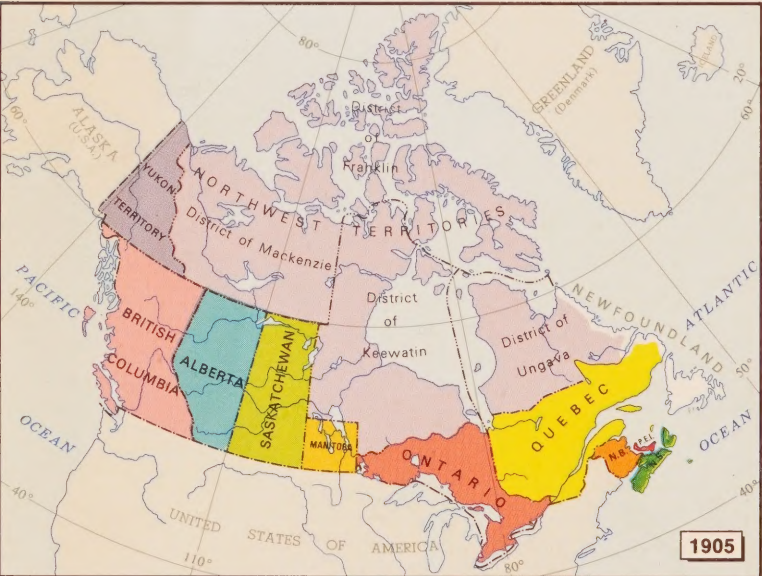 80°
ICELAND
20°
GREENLAND
(Denmark)
60°
60°
ALASKA
(U.S.A.)
District
of
Franklin
YUKON
TERRITORY
NORTHWEST TERRITORIES
District of Mackenzie
PACIFIC
140°
ATLANTIC
NEWFOUNDLAND
District
of
Keewatin
District of
Ungava
BRITISH
COLUMBIA
ALBERTA
SASKATCHEWAN
MANITOBA
ONTARIO
QUEBEC
50°
P.E.I.
N.B.
OCEAN
OCEAN
40°
40°
UNITED STATES OF AMERICA
110°
80°
1905